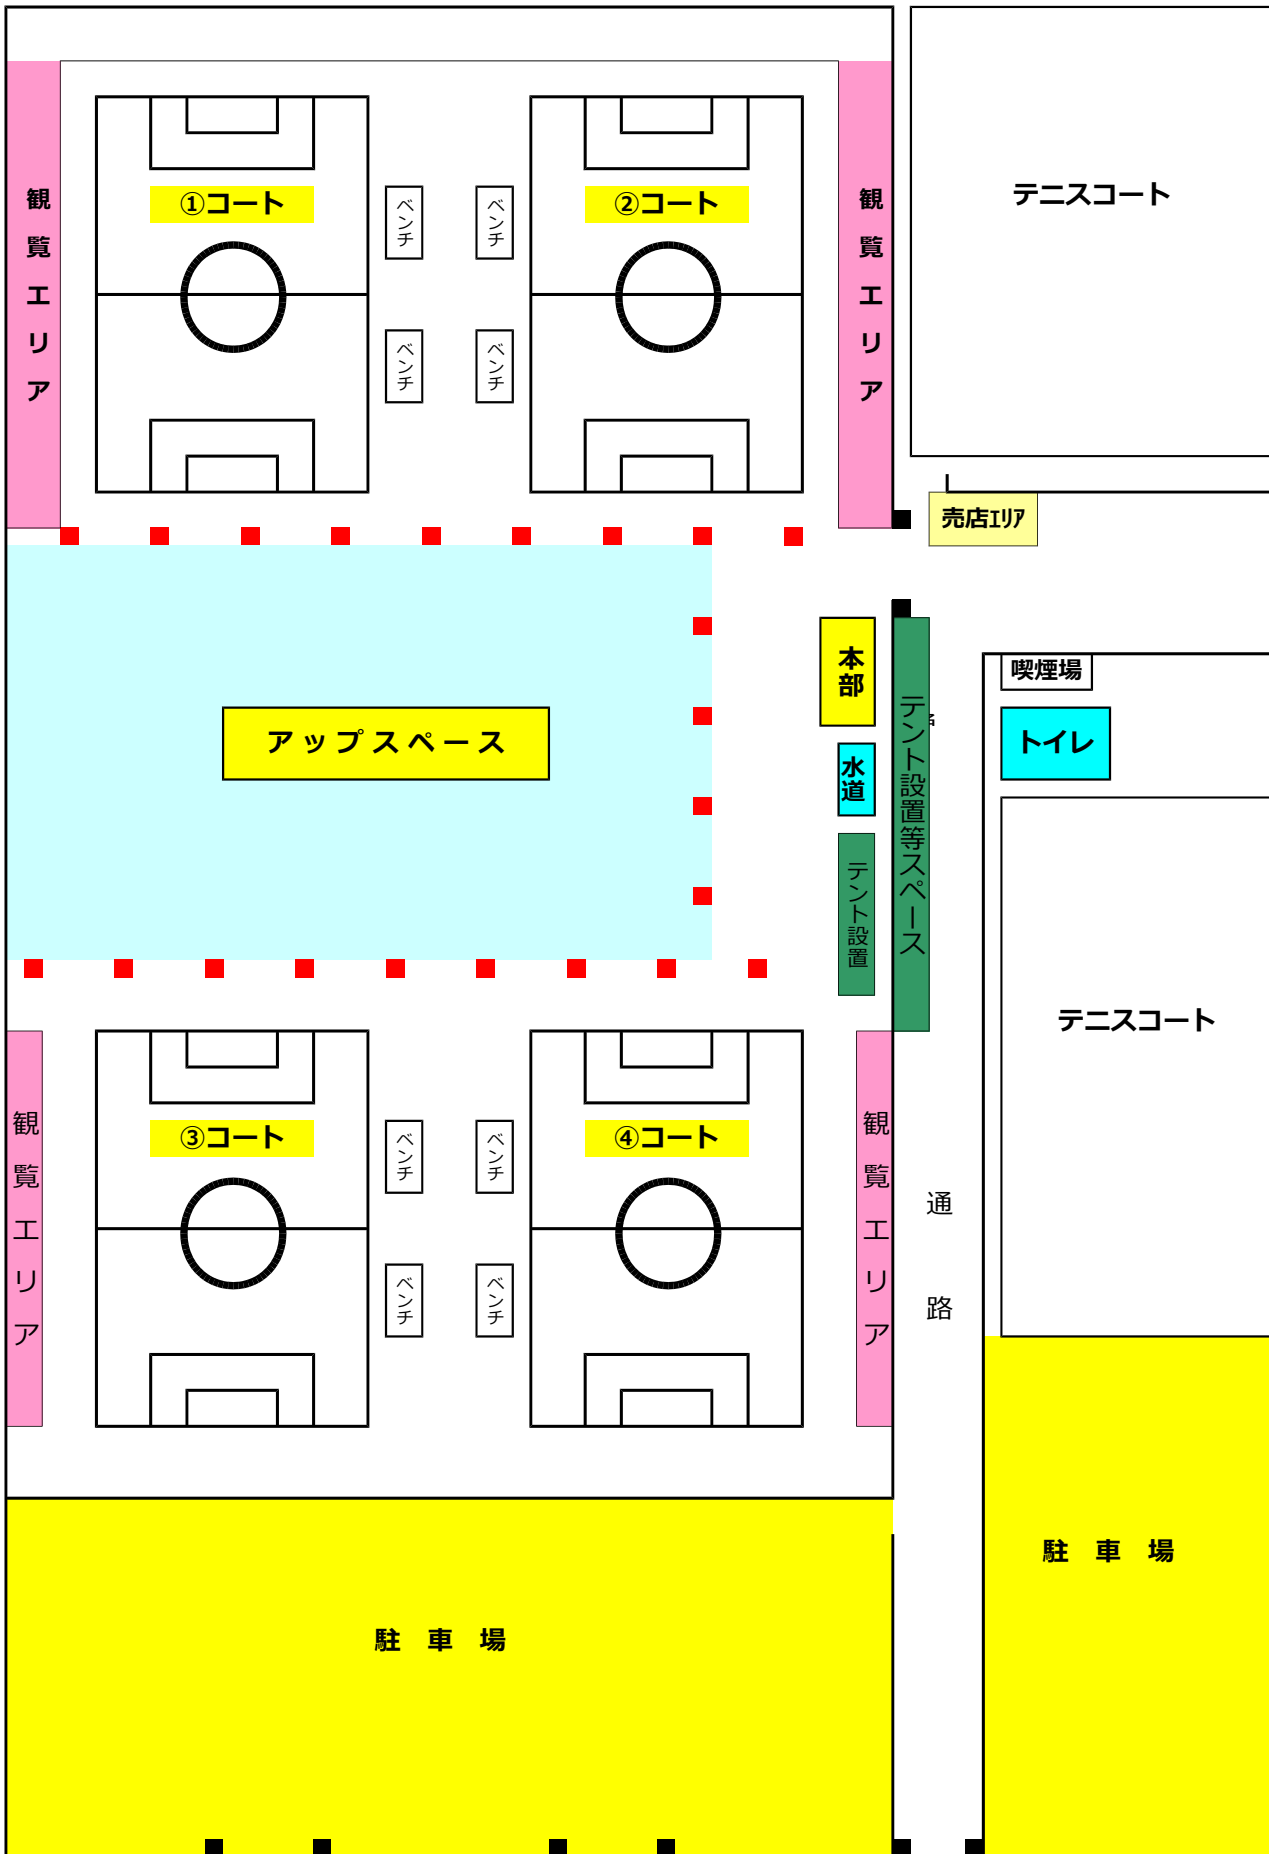 観覧エリア
①コート
ベンチ
ベンチ
②コート
観覧エリア
テニスコート
ベンチ
ベンチ
売店エリア
本部
喫煙場
テント設置等スペース
アップスペース
トイレ
水道
テント設置
テニスコート
観覧エリア
③コート
ベンチ
ベンチ
④コート
観覧エリア
通路
ベンチ
ベンチ
駐車場
駐車場